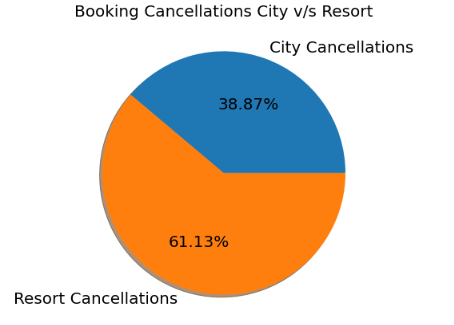 Booking Cancellations City v/s Resort
City Cancellations
38.87%
61.13%
Resort Cancellations